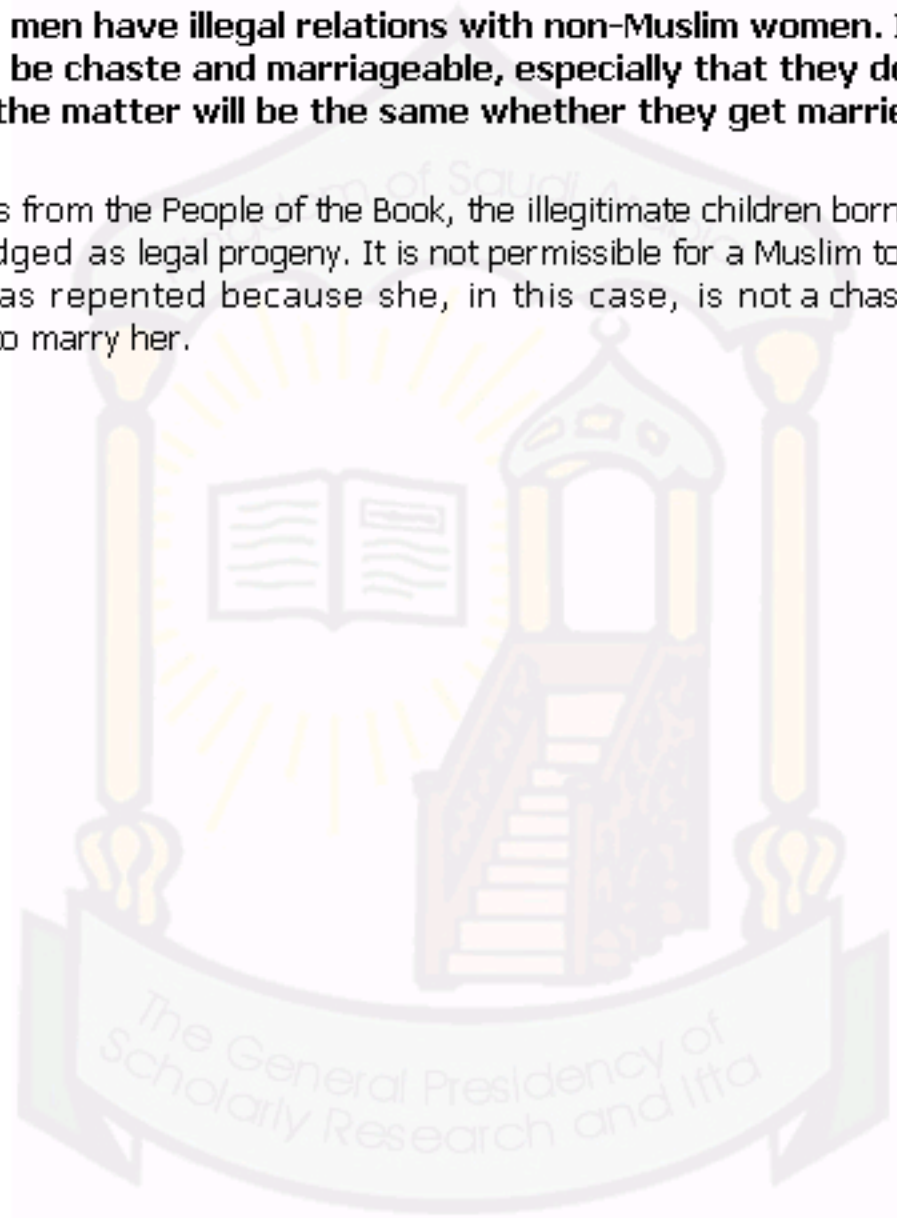 men have illegal relations with non-Muslim women.
be chaste and marriageable, especially that they
the matter will be the same whether they get
s from the People of the Book, the illegitimate children born
dged as legal progeny. It is not permissible for a Muslim to
as repented because she, in this case, is not a
o marry her.
Kingdom of Saudi Arabia
The General Presidency of
Scholarly Research and Ifta